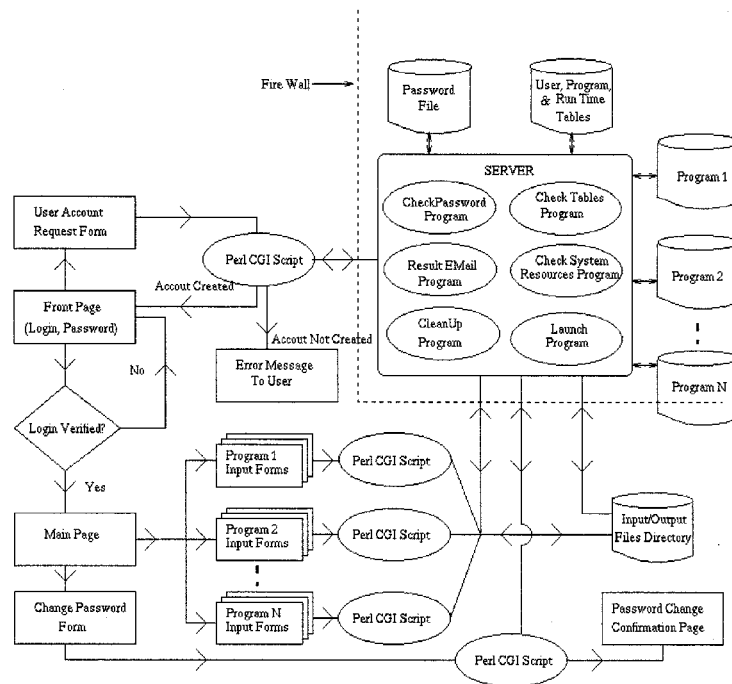 Fire Wall
Password
File
User, Program,
& Run Time
Tables
SERVER
CheckPassword
Program
Check Tables
Program
Result EMail
Program
Check System
Resources Program
CleanUp
Program
Launch
Program
Program 1
Program 2
Program N
User Account
Request Form
Perl CGI Script
Accout Created
Front Page
(Login, Password)
Accout Not Created
Error Message
To User
No
Login Verified?
Yes
Main Page
Program 1
Input Forms
Perl CGI Script
Program 2
Input Forms
Perl CGI Script
Program N
Input Forms
Perl CGI Script
Input/Output
Files Directory
Change Password
Form
Perl CGI Script
Password Change
Confirmation Page